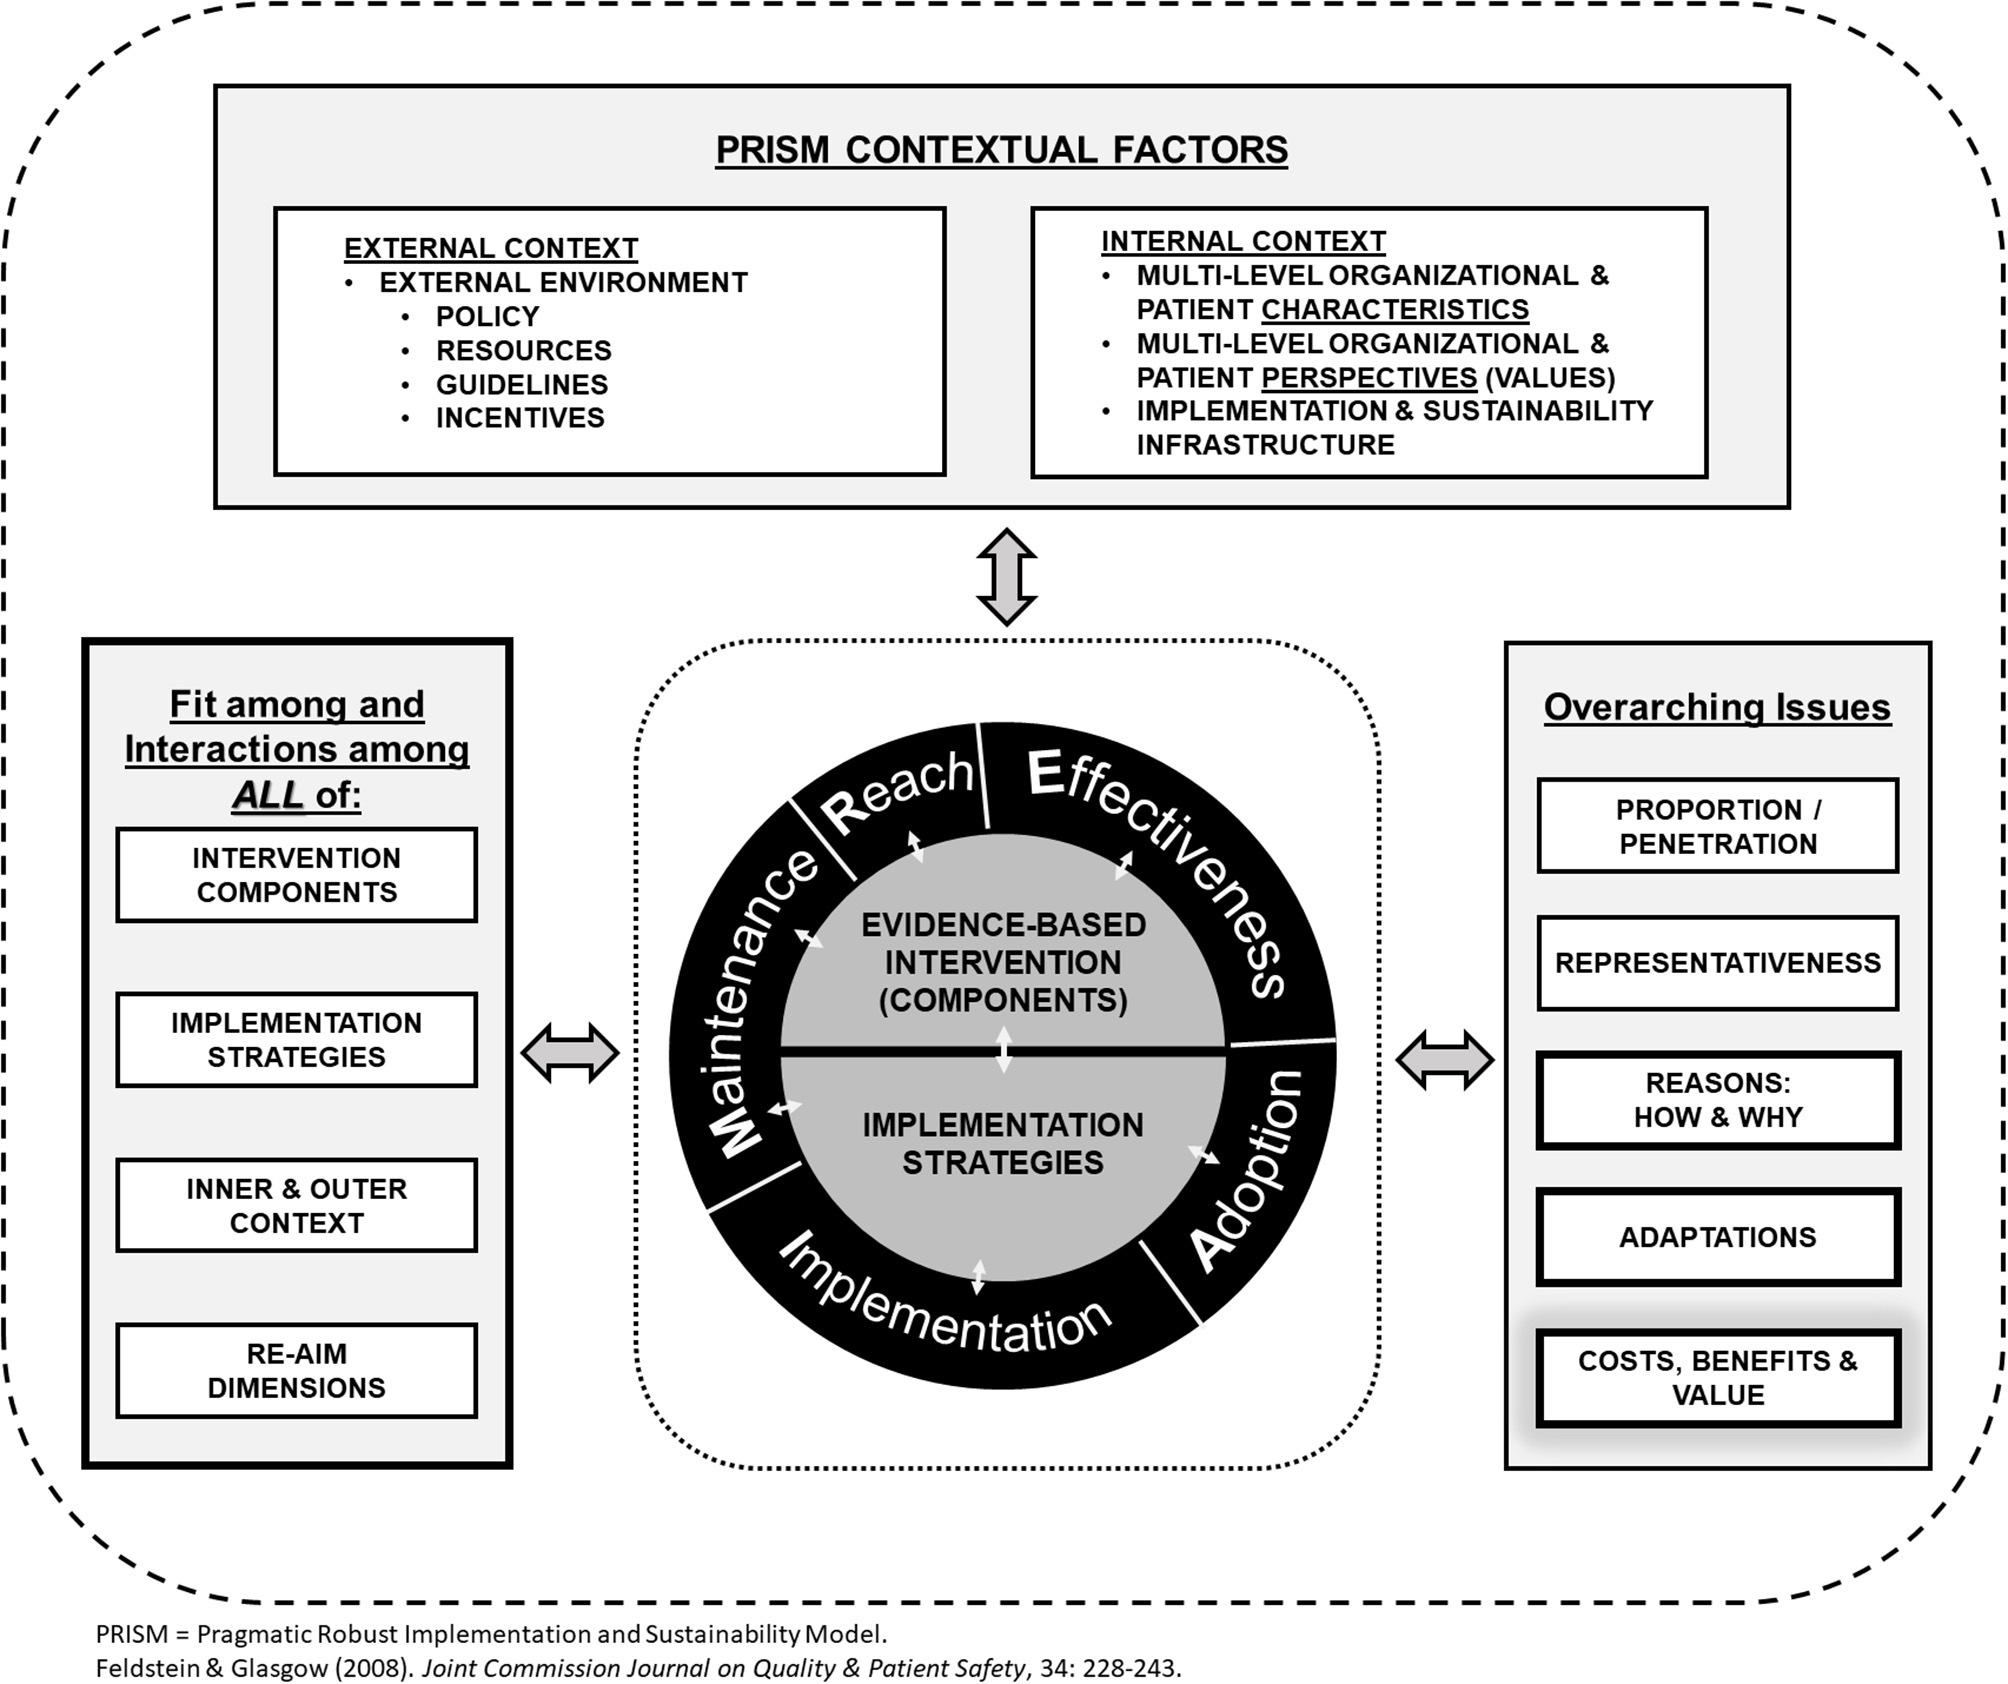 PRISM CONTEXTUAL FACTORS
EXTERNAL CONTEXT
• EXTERNAL ENVIRONMENT
• POLICY
• RESOURCES
• GUIDELINES
• INCENTIVES
INTERNAL CONTEXT
• MULTI-LEVEL ORGANIZATIONAL &
PATIENT CHARACTERISTICS
• MULTI-LEVEL ORGANIZATIONAL &
PATIENT PERSPECTIVES (VALUES)
• IMPLEMENTATION & SUSTAINABILITY
INFRASTRUCTURE
Fit among and
Interactions among
ALL of:
INTERVENTION
COMPONENTS
IMPLEMENTATION
STRATEGIES
INNER & OUTER
CONTEXT
RE-AIM
DIMENSIONS
Reach
Effectiveness
Adoption
Implementation
Maintenance
EVIDENCE-BASED
INTERVENTION
(COMPONENTS)
IMPLEMENTATION
STRATEGIES
Overarching Issues
PROPORTION /
PENETRATION
REPRESENTATIVENESS
REASONS:
HOW & WHY
ADAPTATIONS
COSTS, BENEFITS &
VALUE
PRISM = Pragmatic Robust Implementation and Sustainability Model.
Feldstein & Glasgow (2008). Joint Commission Journal on Quality & Patient Safety, 34: 228-243.